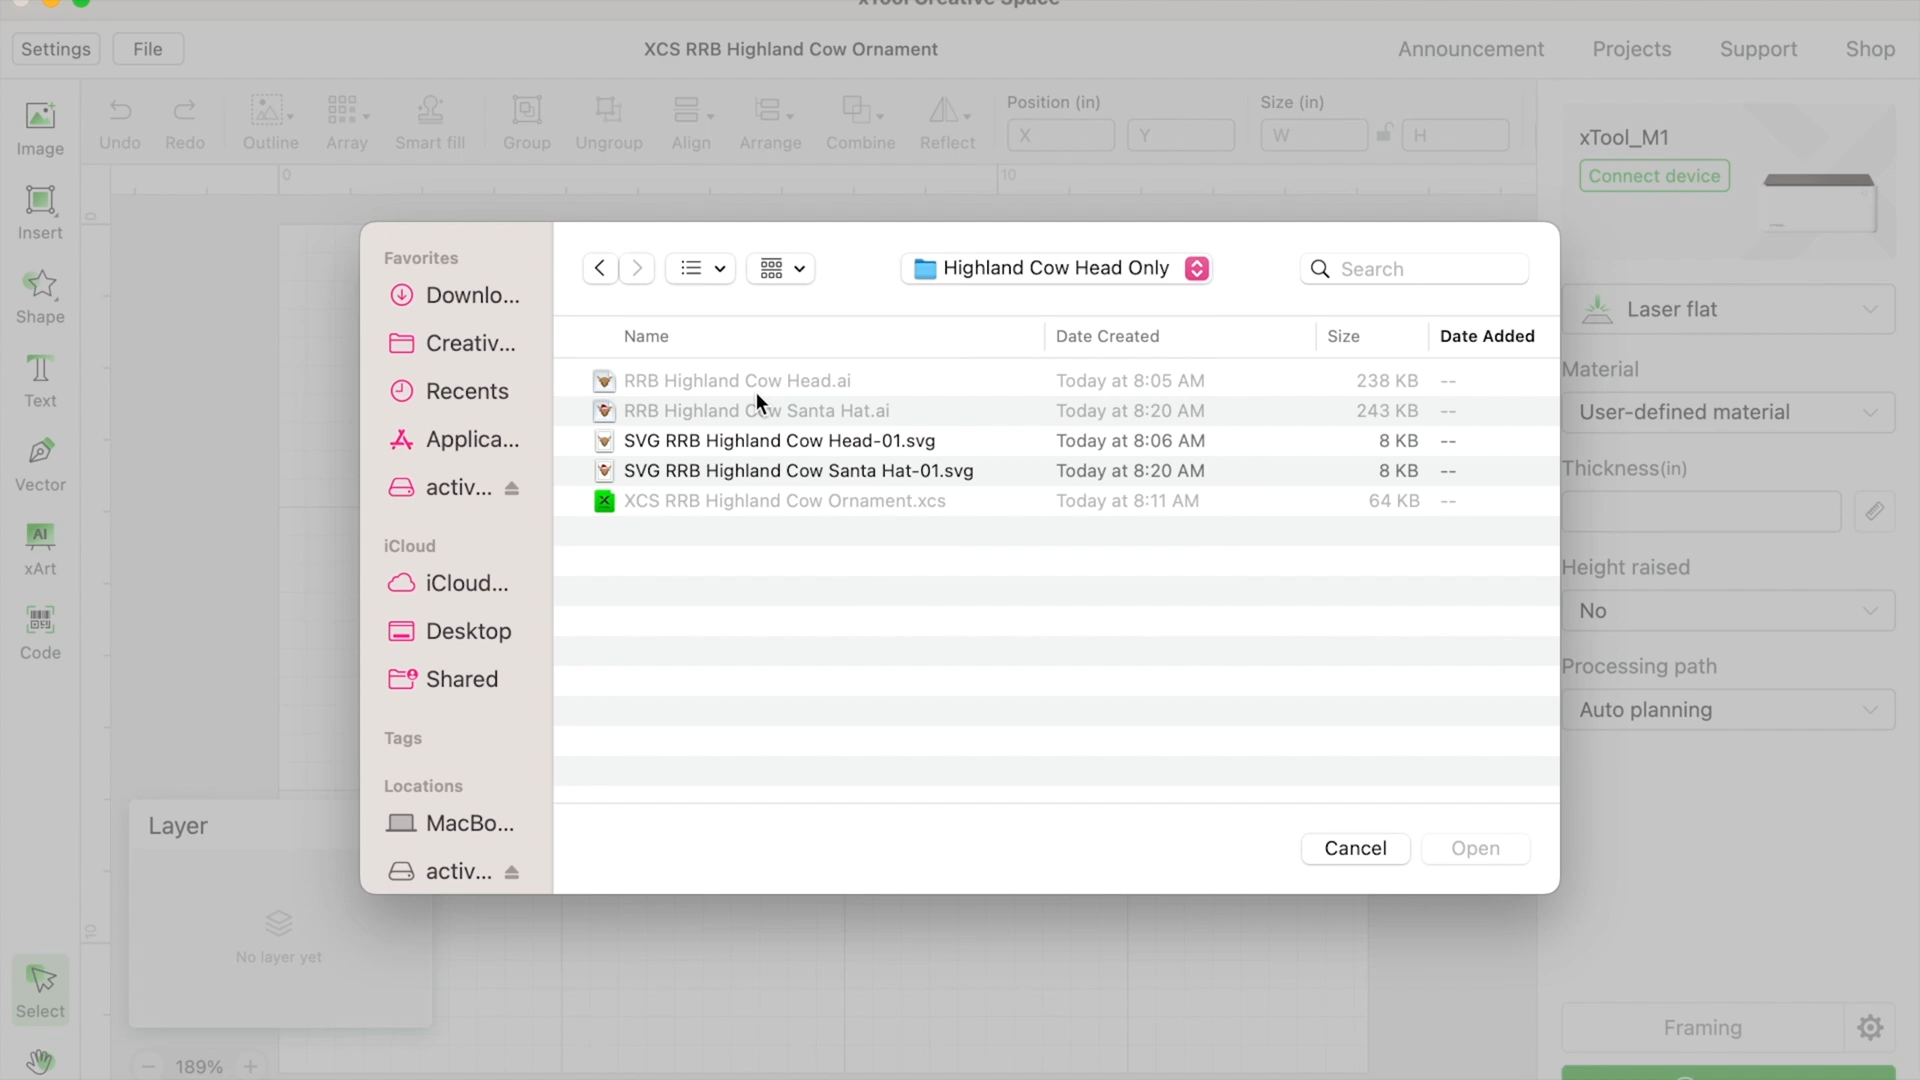 xTool Creative Space
Settings
File
XCS RRB Highland Cow Ornament
Announcement
Projects
Support
Shop
Image
Undo
Redo
Outline
Array
Smart fill
Group
Ungroup
Align
Arrange
Combine
Reflect
Position (in)
X
Y
Size (in)
W
H
0
10
0
10
Insert
Shape
Text
Vector
AI
xArt
Code
Select
xTool_M1
Connect device
Laser flat
Material
User-defined material
Thickness(in)
Height raised
No
Processing path
Auto planning
Framing
Favorites
Downlo...
Creativ...
Recents
Applica...
activ...
iCloud
iCloud...
Desktop
Shared
Tags
Locations
MacBo...
activ...
Highland Cow Head Only
Search
Name
Date Created
Size
Date Added
RRB Highland Cow Head.ai
Today at 8:05 AM
238 KB
--
RRB Highland Cow Santa Hat.ai
Today at 8:20 AM
243 KB
--
SVG RRB Highland Cow Head-01.svg
Today at 8:06 AM
8 KB
--
SVG RRB Highland Cow Santa Hat-01.svg
Today at 8:20 AM
8 KB
--
XCS RRB Highland Cow Ornament.xcs
Today at 8:11 AM
64 KB
--
Cancel
Open
Layer
No layer yet
189%